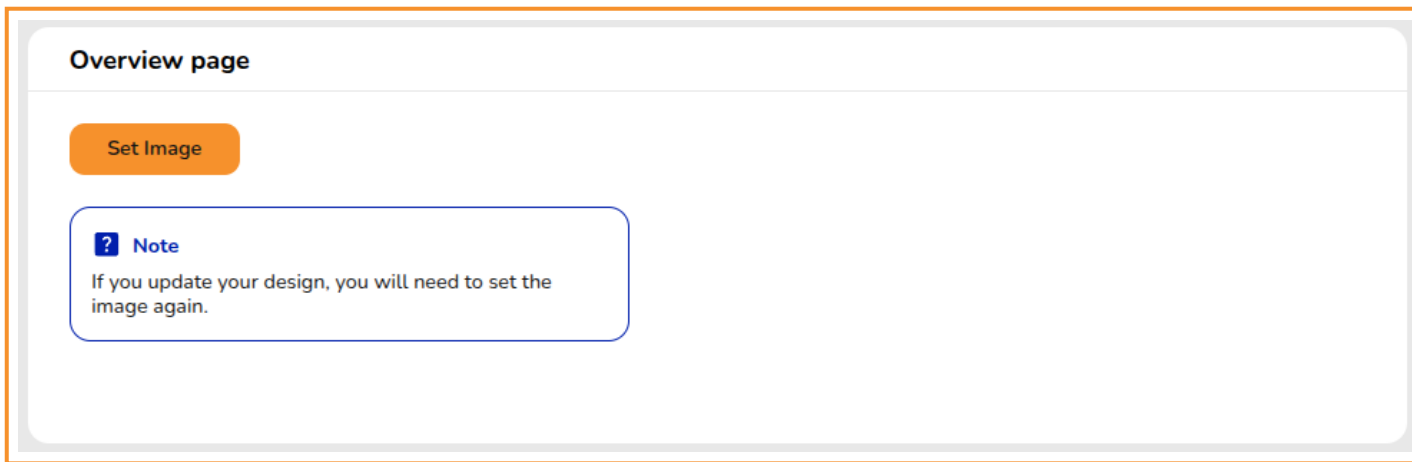 Overview page
Set Image
? Note
If you update your design, you will need to set the
image again.